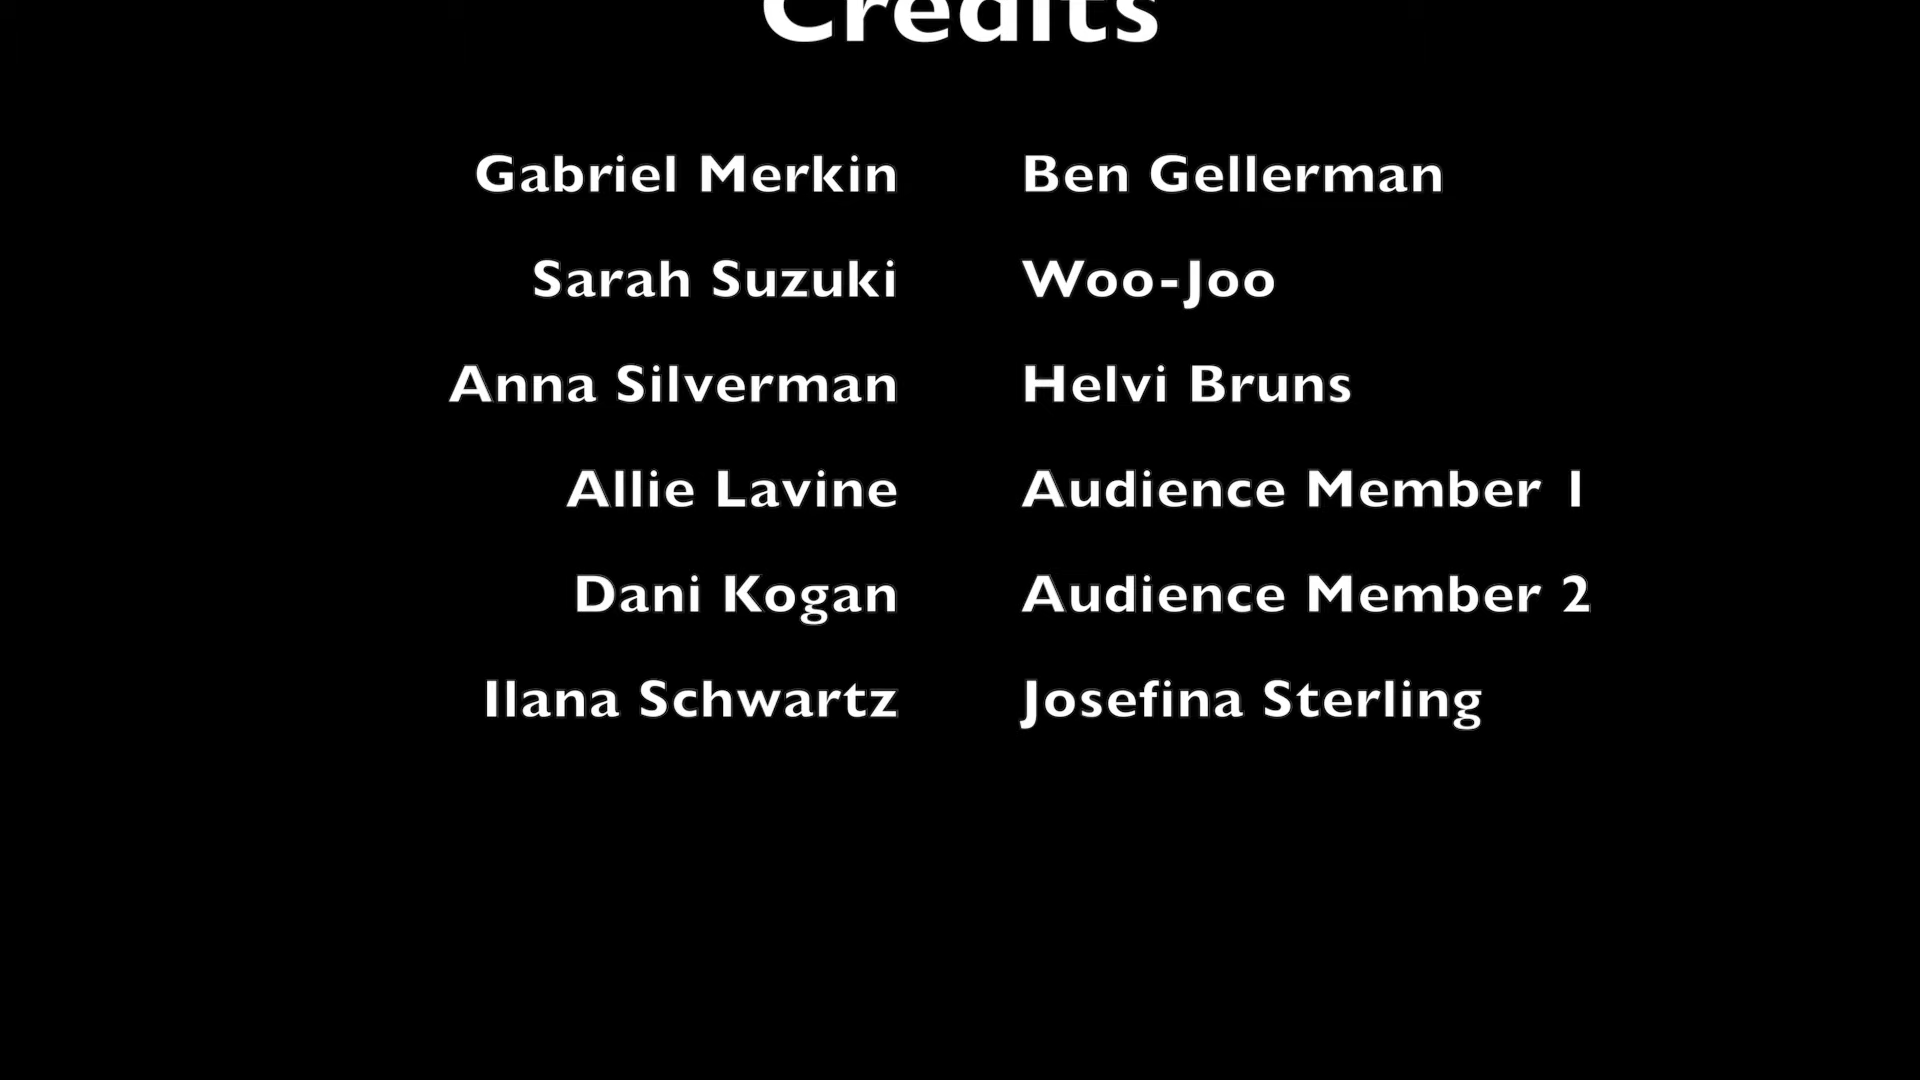 Credits
Gabriel Merkin Ben Gellerman
Sarah Suzuki Woo-Joo
Anna Silverman Helvi Bruns
Allie Lavine Audience Member 1
Dani Kogan Audience Member 2
Ilana Schwartz Josefina Sterling